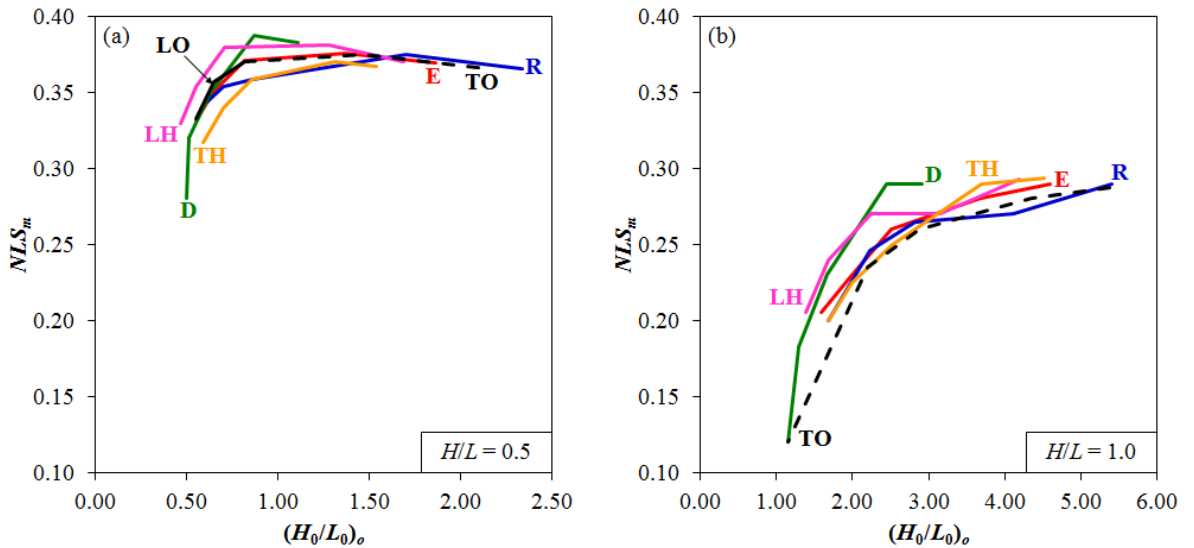 (a)
0.40
0.35
0.30
0.25
0.20
0.15
0.10
NLSm
LO
LH
TH
D
E
TO
R
H/L = 0.5
0.00 0.50 1.00 1.50 2.00 2.50
(H0/L0)o
(b)
0.40
0.35
0.30
0.25
0.20
0.15
0.10
NLSm
D
TH
E
R
LH
TO
H/L = 1.0
0.00 1.00 2.00 3.00 4.00 5.00 6.00
(H0/L0)o